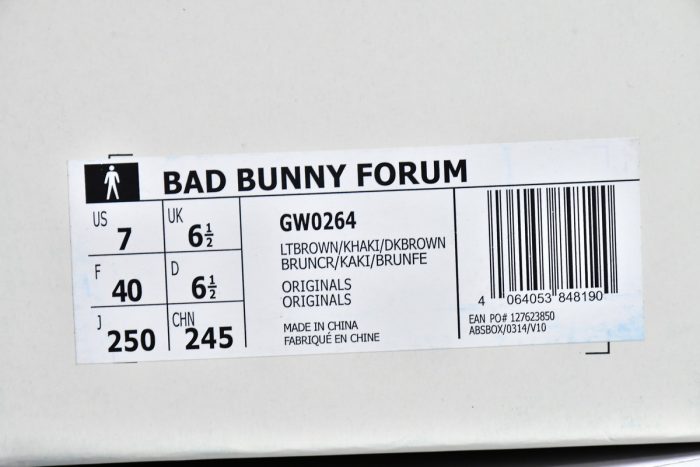 BAD BUNNY FORUM
US 7 UK 6½
F 40 D 6½
J 250 CHN 245
GW0264
LTBROWN/KHAKI/DKBROWN
BRUNCR/KAKI/BRUNFE
ORIGINALS
ORIGINALS
MADE IN CHINA
FABRIQUÉ EN CHINE
4 064053 848190
EAN PO# 127623850
ABSBOX/0314/V10